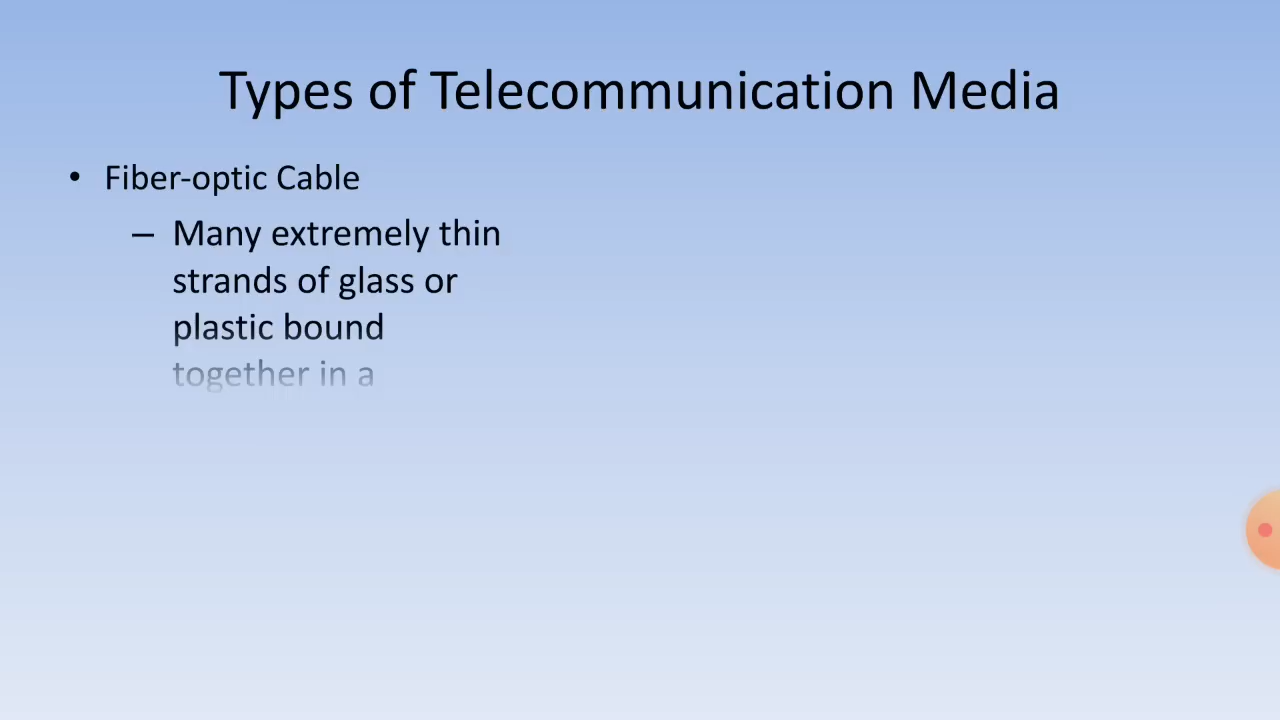 Types of Telecommunication Media
• Fiber-optic Cable
– Many extremely thin
strands of glass or
plastic bound
together in a